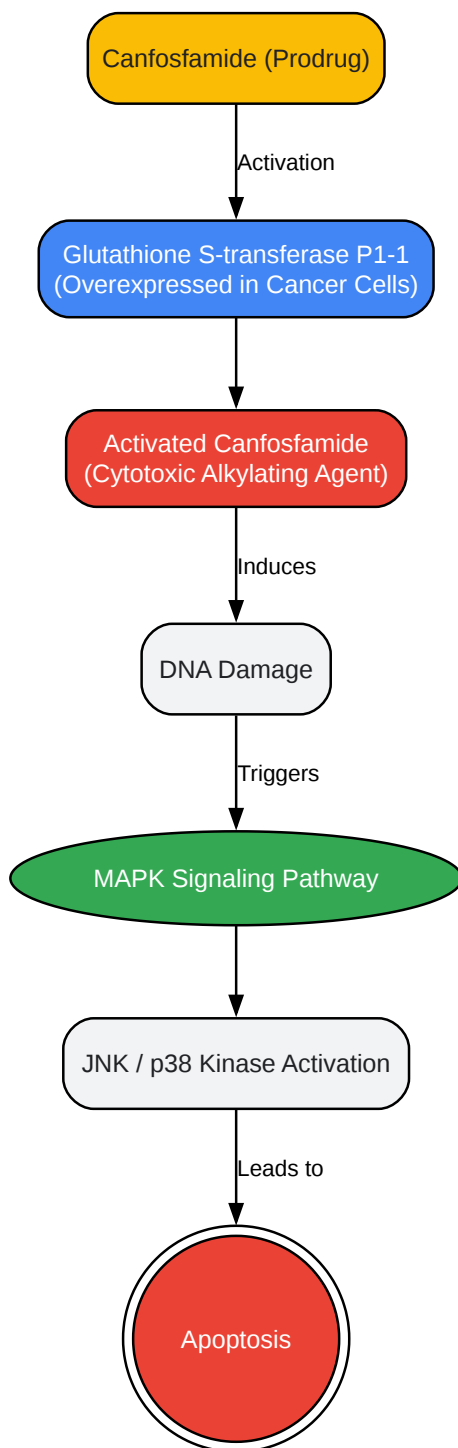 Canfosfamide (Prodrug)
Activation
Glutathione S-transferase P1-1
(Overexpressed in Cancer Cells)
Activated Canfosfamide
(Cytotoxic Alkylating Agent)
Induces
DNA Damage
Triggers
MAPK Signaling Pathway
JNK / p38 Kinase Activation
Leads to
Apoptosis